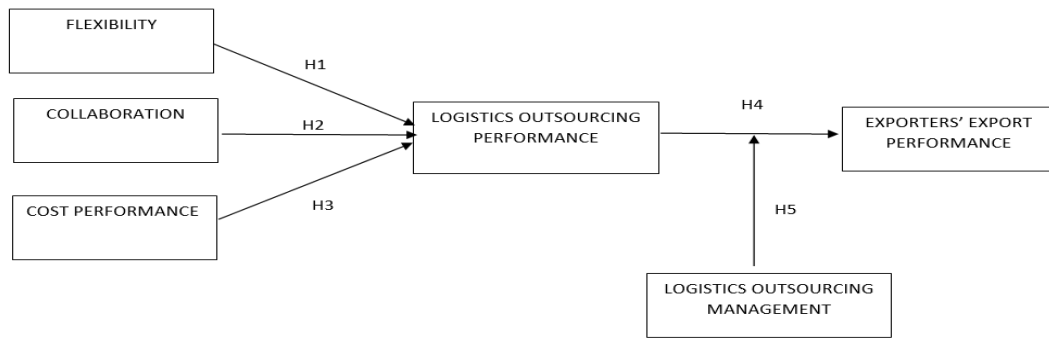 FLEXIBILITY
H1
COLLABORATION
H2
LOGISTICS OUTSOURCING
PERFORMANCE
H4
EXPORTERS’ EXPORT
PERFORMANCE
COST PERFORMANCE
H3
H5
LOGISTICS OUTSOURCING
MANAGEMENT